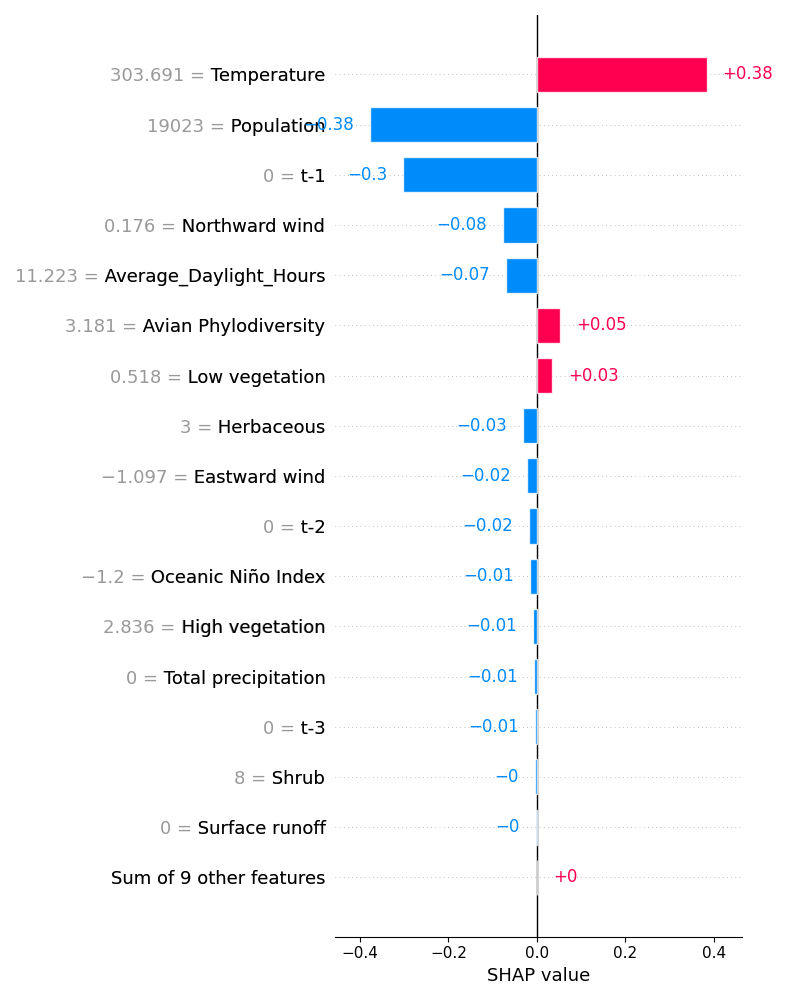 303.691 = Temperature +0.38
19023 = Population −0.38
0 = t-1 −0.3
0.176 = Northward wind −0.08
11.223 = Average_Daylight_Hours −0.07
3.181 = Avian Phylodiversity +0.05
0.518 = Low vegetation +0.03
3 = Herbaceous −0.03
−1.097 = Eastward wind −0.02
0 = t-2 −0.02
−1.2 = Oceanic Niño Index −0.01
2.836 = High vegetation −0.01
0 = Total precipitation −0.01
0 = t-3 −0.01
8 = Shrub −0
0 = Surface runoff −0
Sum of 9 other features +0
−0.4 −0.2 0.0 0.2 0.4
SHAP value